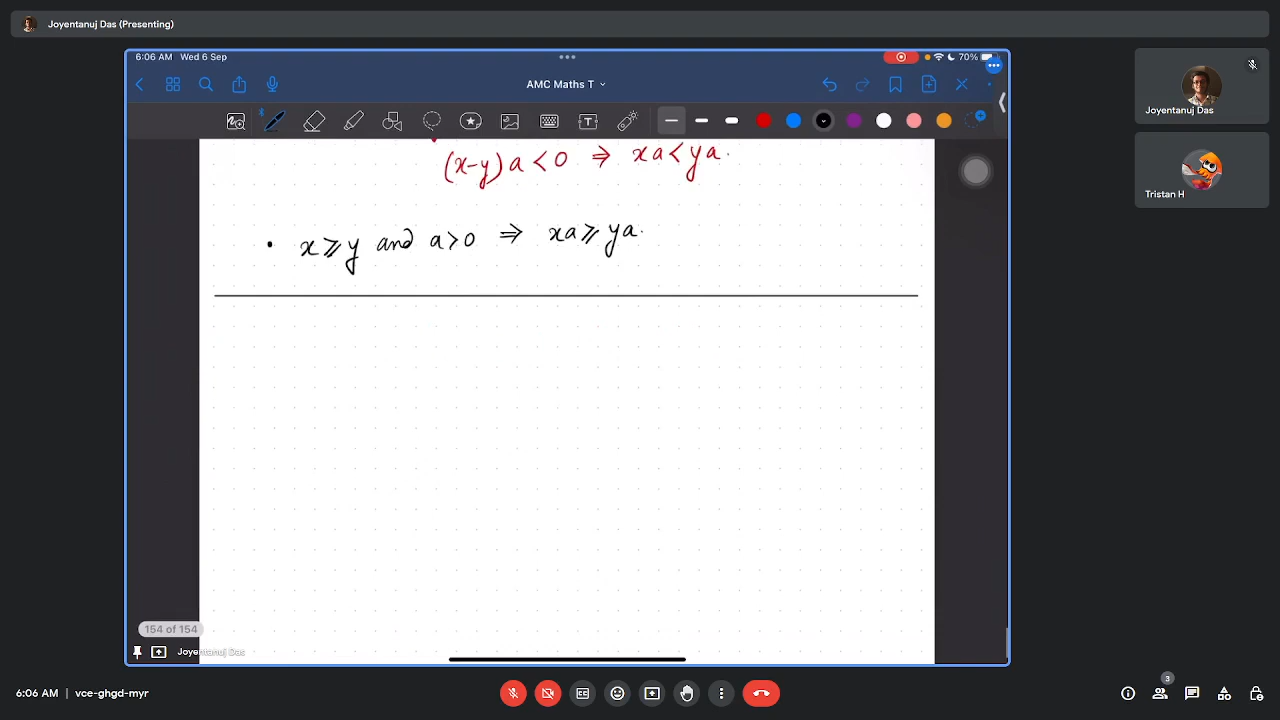 Joyentanuj Das (Presenting)
6:06 AM Wed 6 Sep
70%
AMC Maths T
(x-y)a < 0 ⇒ xa < ya.
• x ⩾ y and a > 0 ⇒ xa ⩾ ya.
154 of 154
Joyentanuj Das
Joyentanuj Das
Tristan H
6:06 AM | vce-ghgd-myr
3